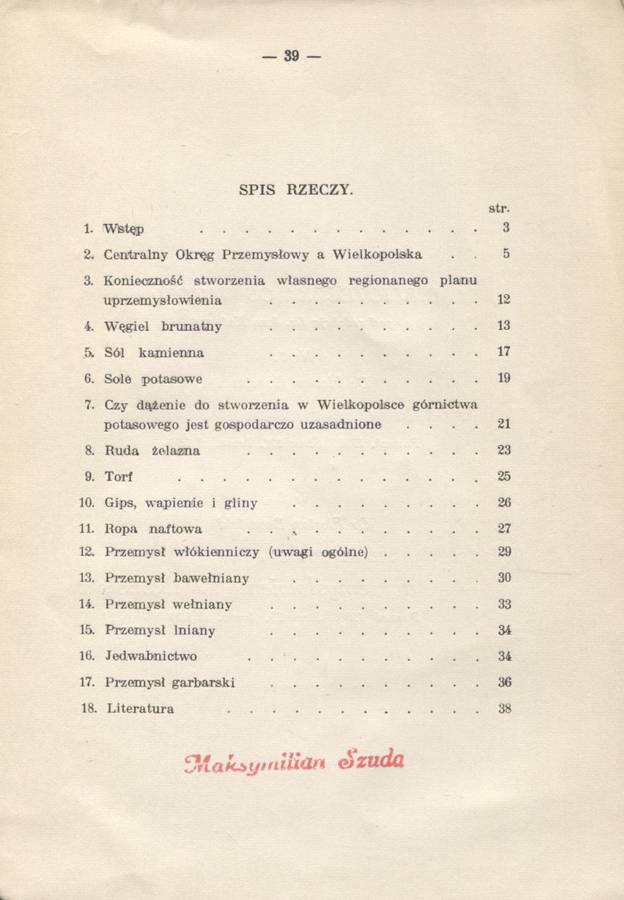 — 39 —
SPIS RZECZY.
str.
1. Wstęp . . . . . . . . . . . . . 3
2. Centralny Okręg Przemysłowy a Wielkopolska . . 5
3. Konieczność stworzenia własnego regionanego planu
uprzemysłowienia . . . . . . . . . . 12
4. Węgiel brunatny . . . . . . . . . . 13
5. Sól kamienna . . . . . . . . . . 17
6. Sole potasowe . . . . . . . . . . . 19
7. Czy dążenie do stworzenia w Wielkopolsce górnictwa
potasowego jest gospodarczo uzasadnione . . . . 21
8. Ruda żelazna . . . . . . . . . . . . 23
9. Torf . . . . . . . . . . . . . . 25
10. Gips, wapienie i gliny . . . . . . . . . 26
11. Ropa naftowa . . . . . . . . . . . 27
12. Przemysł włókienniczy (uwagi ogólne) . . . . . 29
13. Przemysł bawełniany . . . . . . . . . 30
14. Przemysł wełniany . . . . . . . . . . 33
15. Przemysł lniany . . . . . . . . . . 34
16. Jedwabnictwo . . . . . . . . . . . 34
17. Przemysł garbarski . . . . . . . . . . 36
18. Literatura . . . . . . . . . . . . 38
Maksymilian Szuda